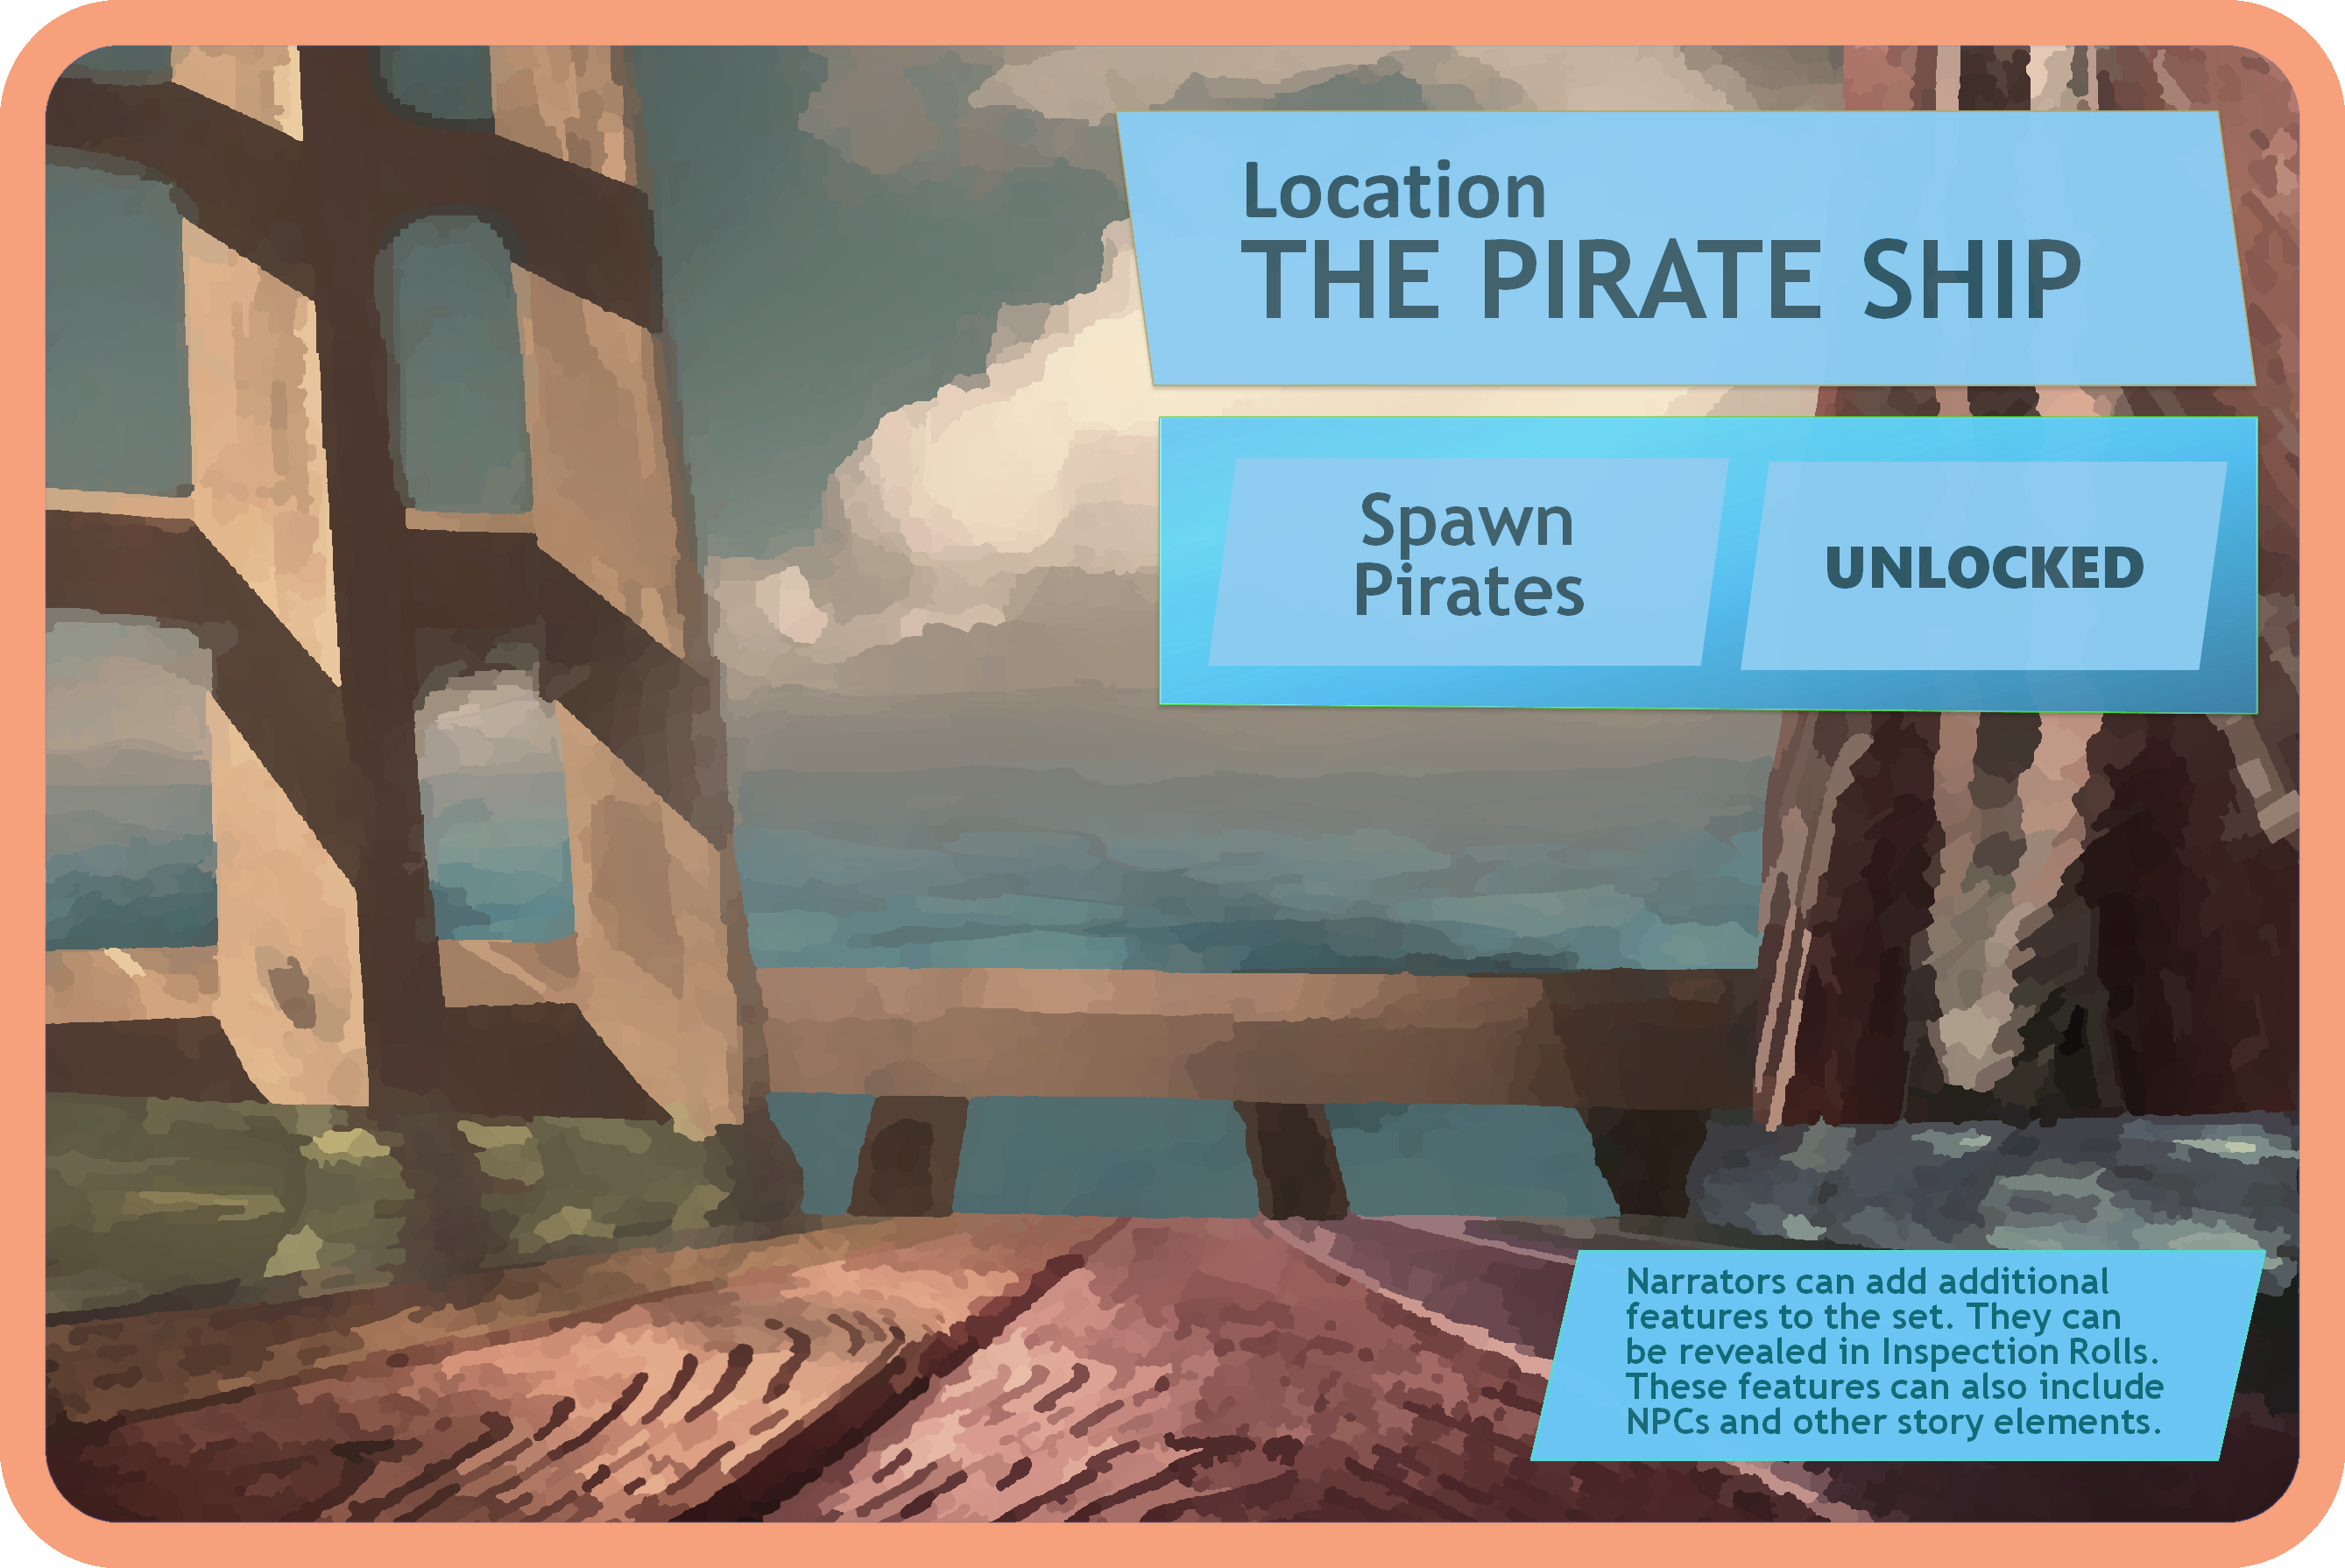 Location
THE PIRATE SHIP
Spawn
Pirates
UNLOCKED
Narrators can add additional
features to the set. They can
be revealed in Inspection Rolls.
These features can also include
NPCs and other story elements.